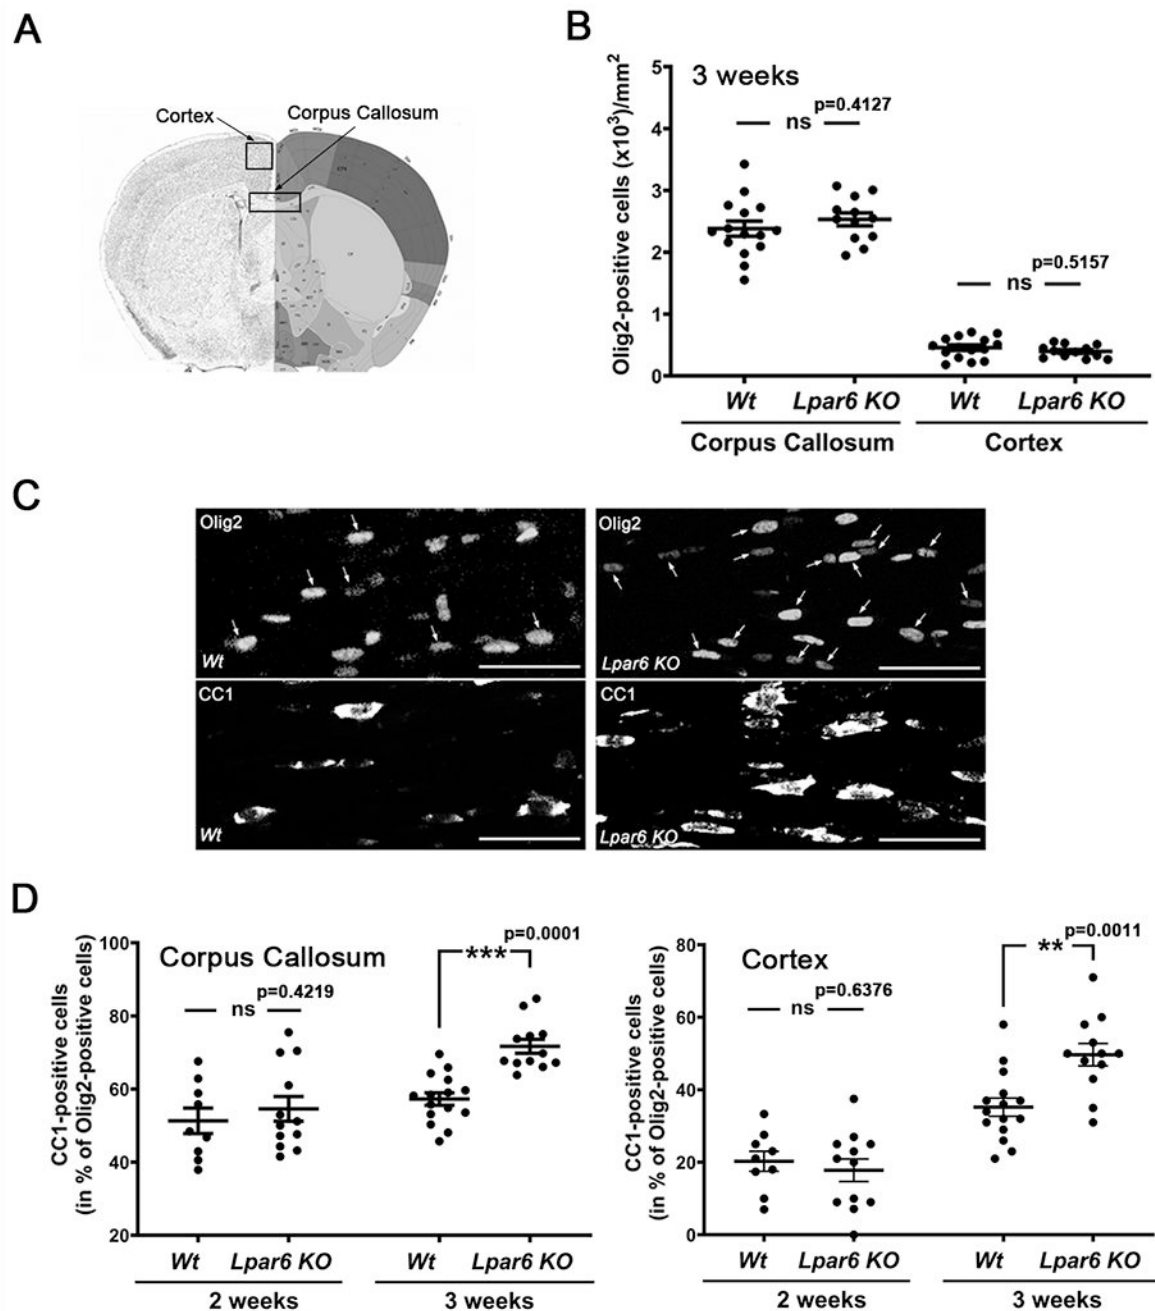 A
Cortex
Corpus Callosum
B
Olig2-positive cells (x10³)/mm²
5
4
3
2
1
0
3 weeks
ns
p=0.4127
ns
p=0.5157
Wt
Lpar6 KO
Wt
Lpar6 KO
Corpus Callosum
Cortex
C
Olig2
Wt
Olig2
Lpar6 KO
CC1
Wt
CC1
Lpar6 KO
D
CC1-positive cells
(in % of Olig2-positive cells)
100
80
60
40
20
Corpus Callosum
ns
p=0.4219
***
p=0.0001
Wt
Lpar6 KO
Wt
Lpar6 KO
2 weeks
3 weeks
CC1-positive cells
(in % of Olig2-positive cells)
80
60
40
20
0
Cortex
ns
p=0.6376
**
p=0.0011
Wt
Lpar6 KO
Wt
Lpar6 KO
2 weeks
3 weeks